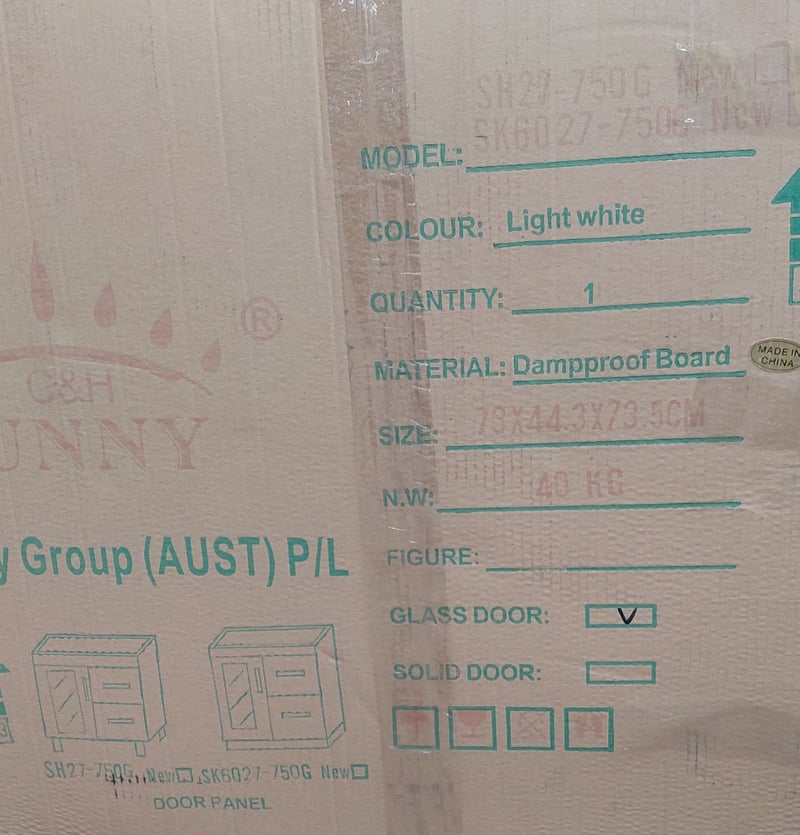 SH27-750G New
SK6027-750G New
MODEL:
COLOUR: Light white
QUANTITY: 1
MATERIAL: Dampproof Board
MADE IN
CHINA
SIZE: 73X44.3X73.5CM
N.W: 40 KG
FIGURE:
GLASS DOOR: V
SOLID DOOR:
®
C&H
UNNY
y Group (AUST) P/L
SH27-750G New SK6027-750G New
DOOR PANEL